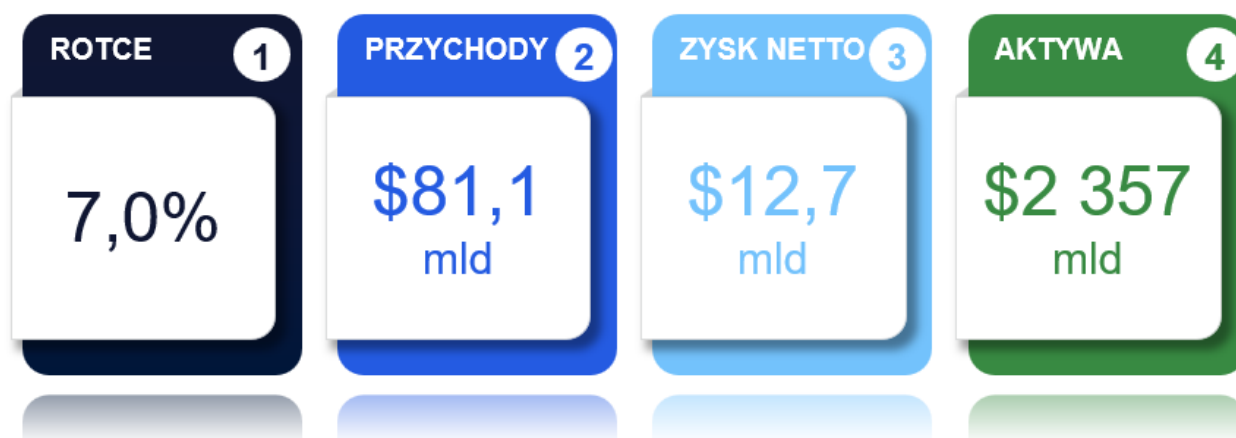 ROTCE 1
7,0%
PRZYCHODY 2
$81,1
mld
ZYSK NETTO 3
$12,7
mld
AKTYWA 4
$2 357
mld